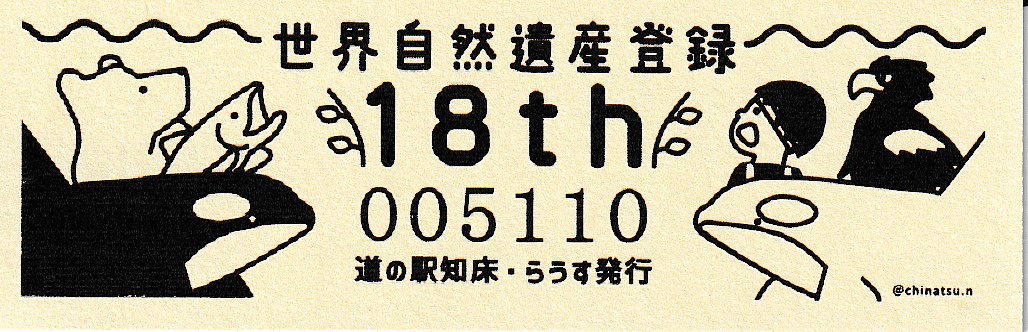 世界自然遺産登録
18th
005110
道の駅知床・らうす発行
@chinatsu.n